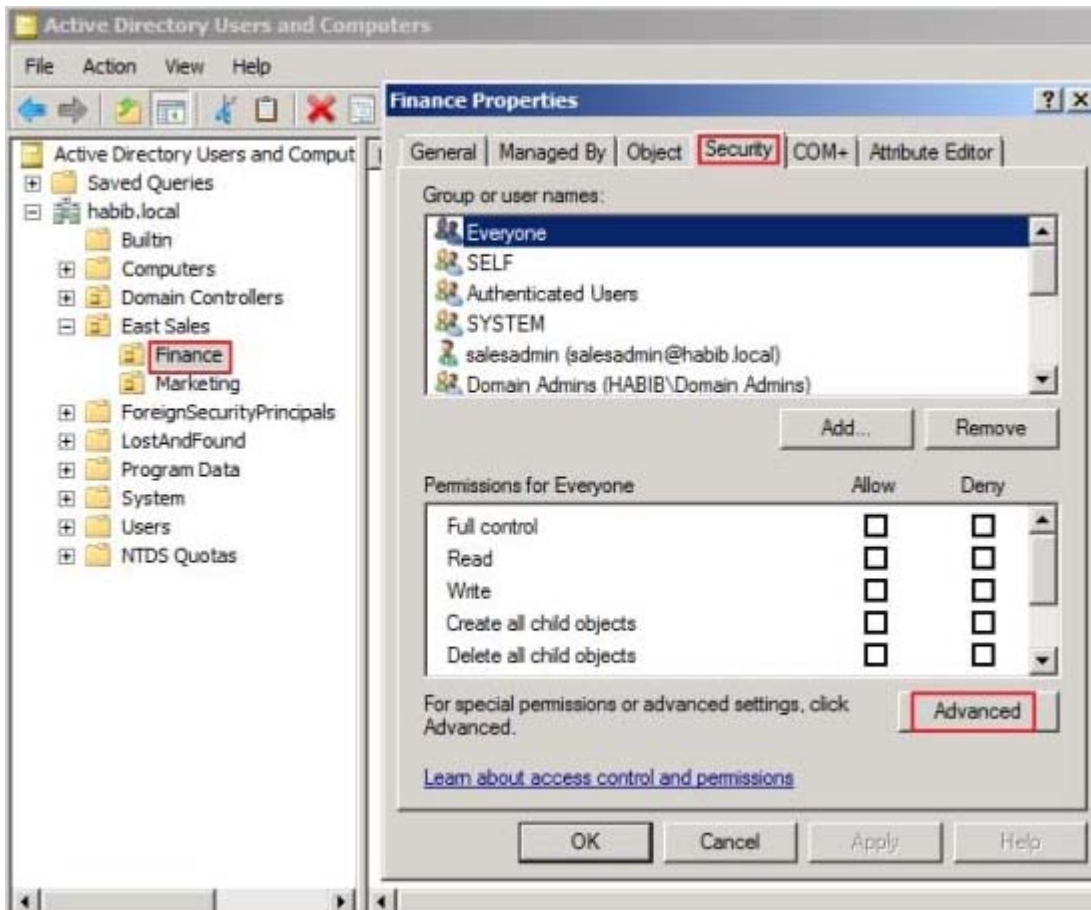 Active Directory Users and Computers
File Action View Help
Active Directory Users and Comput
Saved Queries
habib.local
Builtin
Computers
Domain Controllers
East Sales
Finance
Marketing
ForeignSecurityPrincipals
LostAndFound
Program Data
System
Users
NTDS Quotas
Finance Properties
General Managed By Object Security COM+ Attribute Editor
Group or user names:
Everyone
SELF
Authenticated Users
SYSTEM
salesadmin (salesadmin@habib.local)
Domain Admins (HABIB\Domain Admins)
Add... Remove
Permissions for Everyone Allow Deny
Full control
Read
Write
Create all child objects
Delete all child objects
For special permissions or advanced settings, click
Advanced.
Advanced
Learn about access control and permissions
OK Cancel Apply Help